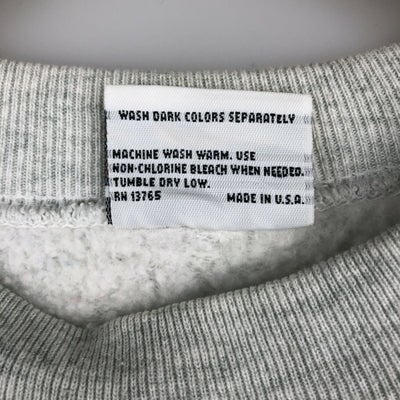 WASH DARK COLORS SEPARATELY
MACHINE WASH WARM. USE
NON-CHLORINE BLEACH WHEN NEEDED.
TUMBLE DRY LOW.
RN 13765 MADE IN U.S.A.